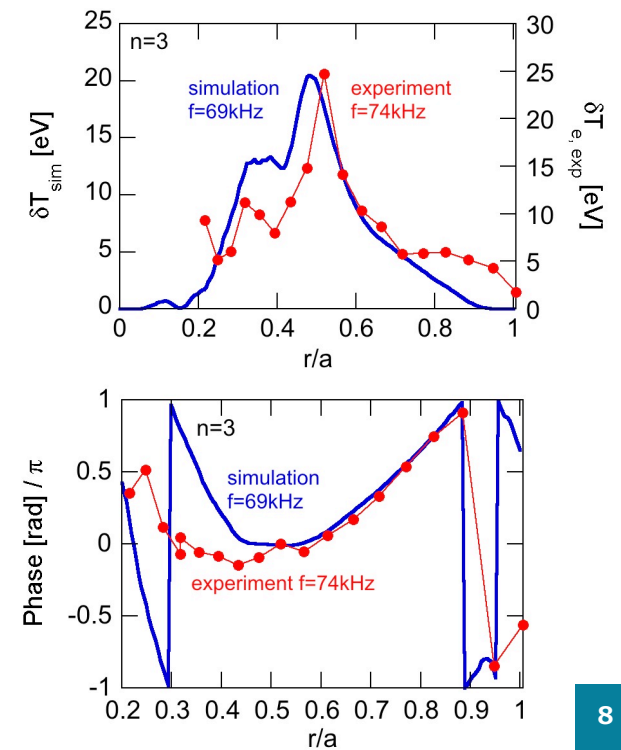 25
20
15
10
5
0
δT_sim [eV]
n=3
simulation
f=69kHz
experiment
f=74kHz
30
25
20
15
10
5
0
δT_e, exp [eV]
0 0.2 0.4 0.6 0.8 1
r/a
1
0.5
0
-0.5
-1
Phase [rad] / π
n=3
simulation
f=69kHz
experiment f=74kHz
0.2 0.3 0.4 0.5 0.6 0.7 0.8 0.9 1
r/a
8